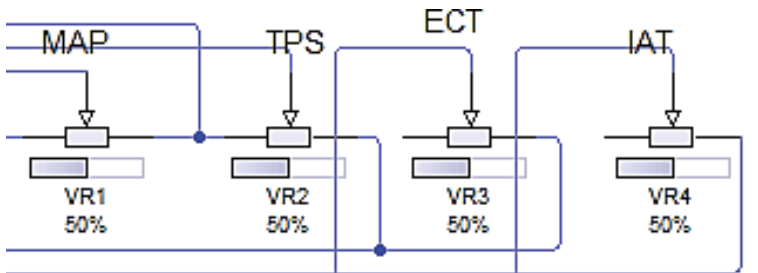 MAP TPS ECT IAT
VR1 VR2 VR3 VR4
50% 50% 50% 50%